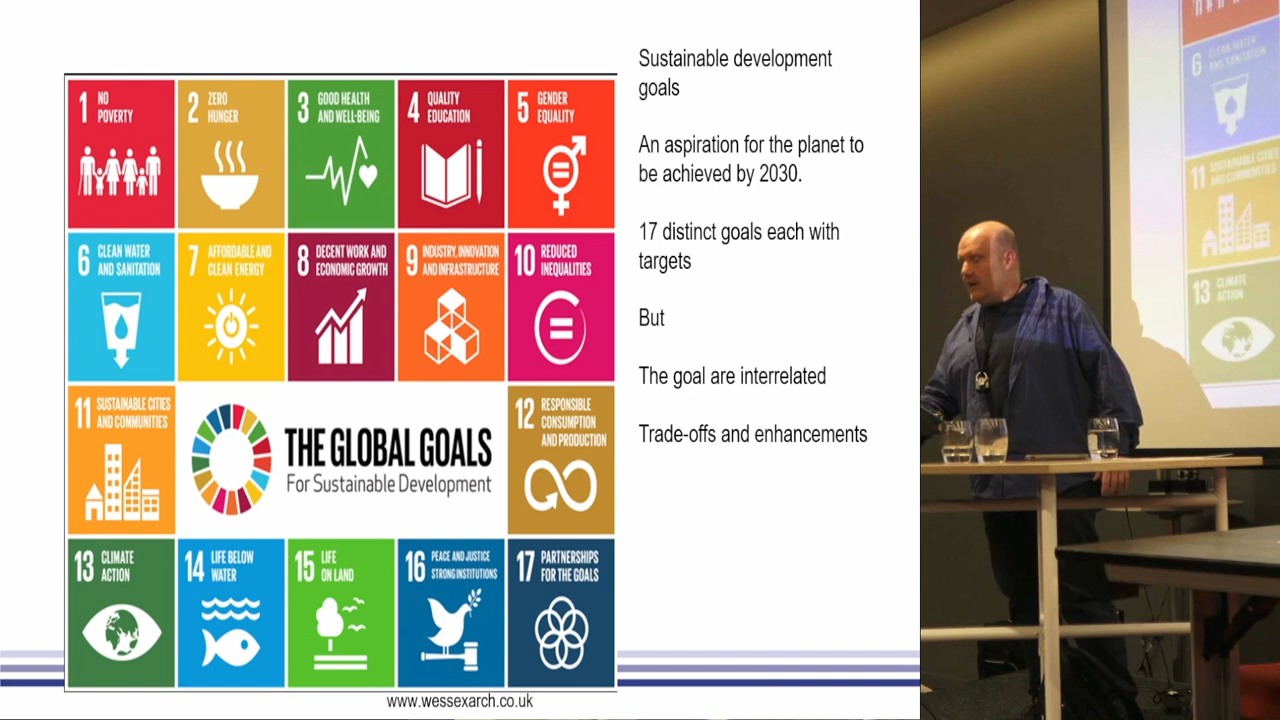 1 NO
POVERTY
2 ZERO
HUNGER
3 GOOD HEALTH
AND WELL-BEING
4 QUALITY
EDUCATION
5 GENDER
EQUALITY
6 CLEAN WATER
AND SANITATION
7 AFFORDABLE AND
CLEAN ENERGY
8 DECENT WORK AND
ECONOMIC GROWTH
9 INDUSTRY, INNOVATION
AND INFRASTRUCTURE
10 REDUCED
INEQUALITIES
11 SUSTAINABLE CITIES
AND COMMUNITIES
THE GLOBAL GOALS
For Sustainable Development
12 RESPONSIBLE
CONSUMPTION
AND PRODUCTION
13 CLIMATE
ACTION
14 LIFE BELOW
WATER
15 LIFE
ON LAND
16 PEACE AND JUSTICE
STRONG INSTITUTIONS
17 PARTNERSHIPS
FOR THE GOALS
www.wessexarch.co.uk
Sustainable development
goals
An aspiration for the planet to
be achieved by 2030.
17 distinct goals each with
targets
But
The goal are interrelated
Trade-offs and enhancements
6 CLEAN WATER
AND SANITATION
11 SUSTAINABLE CITIES
AND COMMUNITIES
13 CLIMATE
ACTION